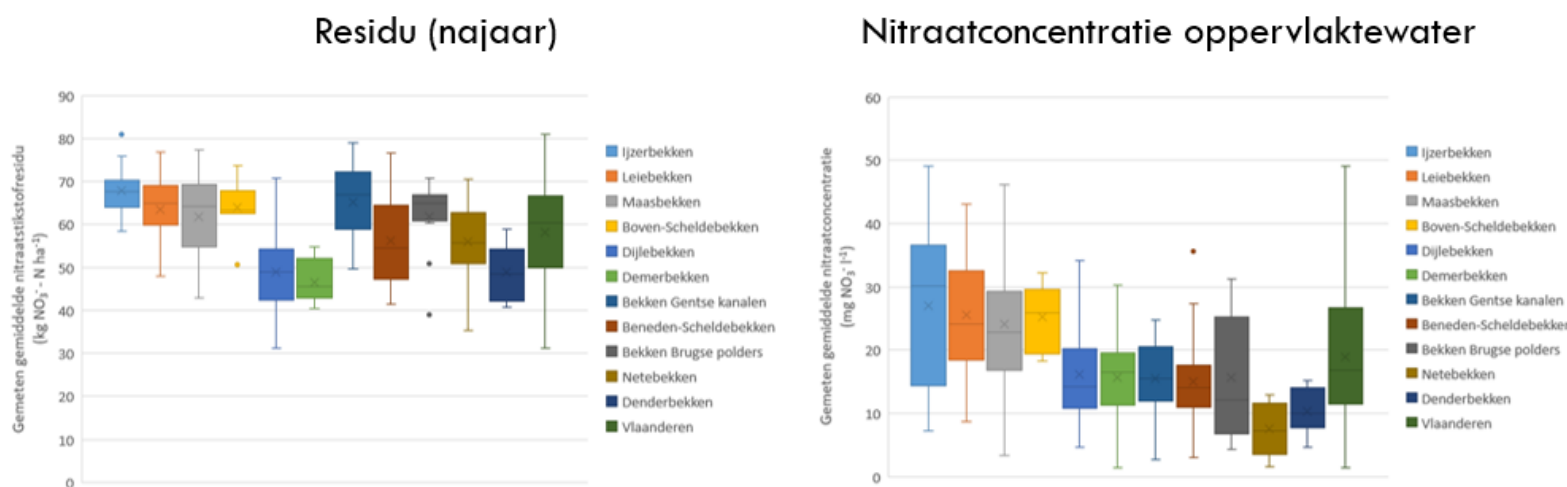 Residu (najaar)
Gemeten gemiddelde nitraatstikstofresidu
(kg NO₃⁻ - N ha⁻¹)
90
80
70
60
50
40
30
20
10
0
Ijzerbekken
Leiebekken
Maasbekken
Boven-Scheldebekken
Dijlebekken
Demerbekken
Bekken Gentse kanalen
Beneden-Scheldebekken
Bekken Brugse polders
Netebekken
Denderbekken
Vlaanderen
Nitraatconcentratie oppervlaktewater
Gemeten gemiddelde nitraatconcentratie
(mg NO₃⁻ l⁻¹)
60
50
40
30
20
10
0
Ijzerbekken
Leiebekken
Maasbekken
Boven-Scheldebekken
Dijlebekken
Demerbekken
Bekken Gentse kanalen
Beneden-Scheldebekken
Bekken Brugse polders
Netebekken
Denderbekken
Vlaanderen